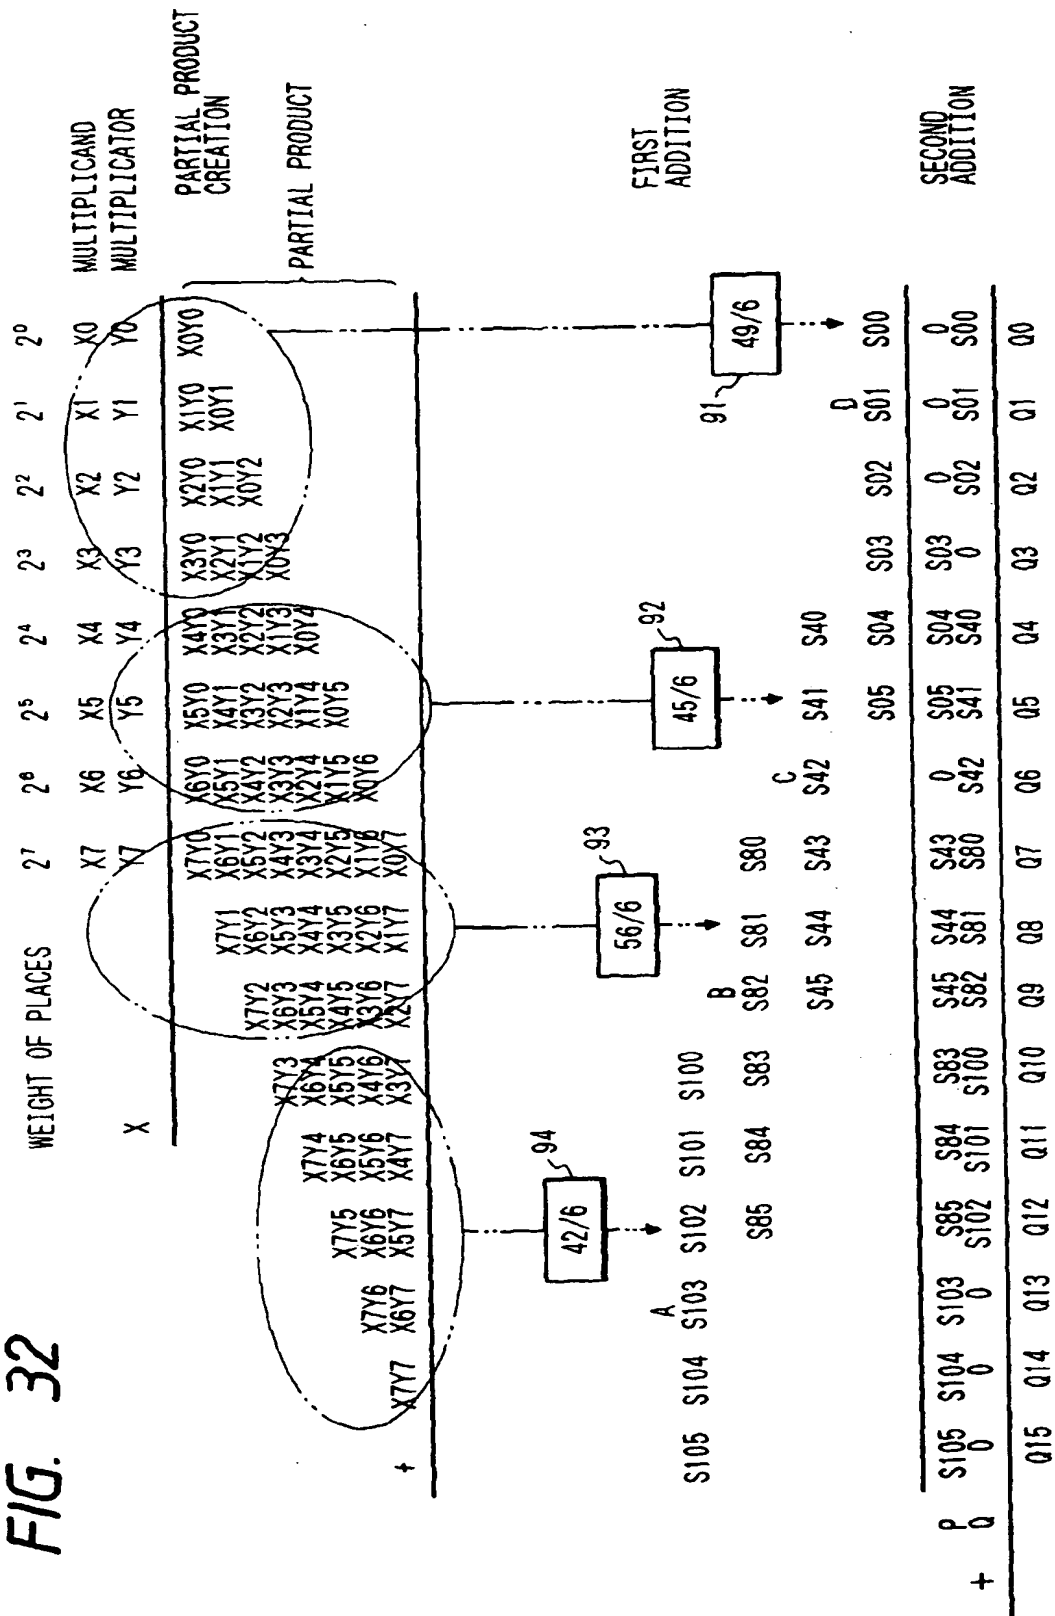 FIG. 32
WEIGHT OF PLACES 2⁷ 2⁶ 2⁵ 2⁴ 2³ 2² 2¹ 2⁰
X7 X6 X5 X4 X3 X2 X1 X0 MULTIPLICAND
X Y7 Y6 Y5 Y4 Y3 Y2 Y1 Y0 MULTIPLICATOR
X7Y0 X6Y0 X5Y0 X4Y0 X3Y0 X2Y0 X1Y0 X0Y0 PARTIAL PRODUCT
X7Y1 X6Y1 X5Y1 X4Y1 X3Y1 X2Y1 X1Y1 X0Y1 CREATION
X7Y2 X6Y2 X5Y2 X4Y2 X3Y2 X2Y2 X1Y2 X0Y2
X7Y3 X6Y3 X5Y3 X4Y3 X3Y3 X2Y3 X1Y3 X0Y3
X7Y4 X6Y4 X5Y4 X4Y4 X3Y4 X2Y4 X1Y4 X0Y4 PARTIAL PRODUCT
X7Y5 X6Y5 X5Y5 X4Y5 X3Y5 X2Y5 X1Y5 X0Y5
X7Y6 X6Y6 X5Y6 X4Y6 X3Y6 X2Y6 X1Y6 X0Y6
+ X7Y7 X6Y7 X5Y7 X4Y7 X3Y7 X2Y7 X1Y7 X0Y7
94
42/6
93
56/6
92
45/6
91
49/6
FIRST
ADDITION
A
S105 S104 S103 S102 S101 S100
B
S85 S84 S83 S82 S81 S80
C
S45 S44 S43 S42 S41 S40
D
S05 S04 S03 S02 S01 S00
P S105 S104 S103 S85 S84 S83 S45 S44 S43 0 S05 S04 S03 0 0 0 SECOND
+ Q 0 0 0 S102 S101 S100 S82 S81 S80 S42 S41 S40 0 S02 S01 S00 ADDITION
Q15 Q14 Q13 Q12 Q11 Q10 Q9 Q8 Q7 Q6 Q5 Q4 Q3 Q2 Q1 Q0